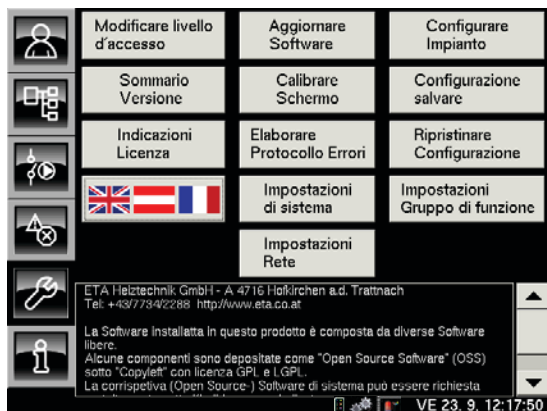 Modificare livello
d'accesso
Aggiornare
Software
Configurare
Impianto
Sommario
Versione
Calibrare
Schermo
Configurazione
salvare
Indicazioni
Licenza
Elaborare
Protocollo Errori
Ripristinare
Configurazione
Impostazioni
di sistema
Impostazioni
Gruppo di funzione
Impostazioni
Rete
ETA Heiztechnik GmbH - A 4716 Hofkirchen a.d. Trattnach
Tel: +43/7734/2288 http://www.eta.co.at
La Software Installatta in questo prodotto è composta da diverse Software
libere.
Alcune componenti sono depositate come "Open Source Software" (OSS)
sotto "Copyleft" con licenza GPL e LGPL.
La corrispetiva (Open Source-) Software di sistema può essere richiesta
VE 23. 9. 12:17:50